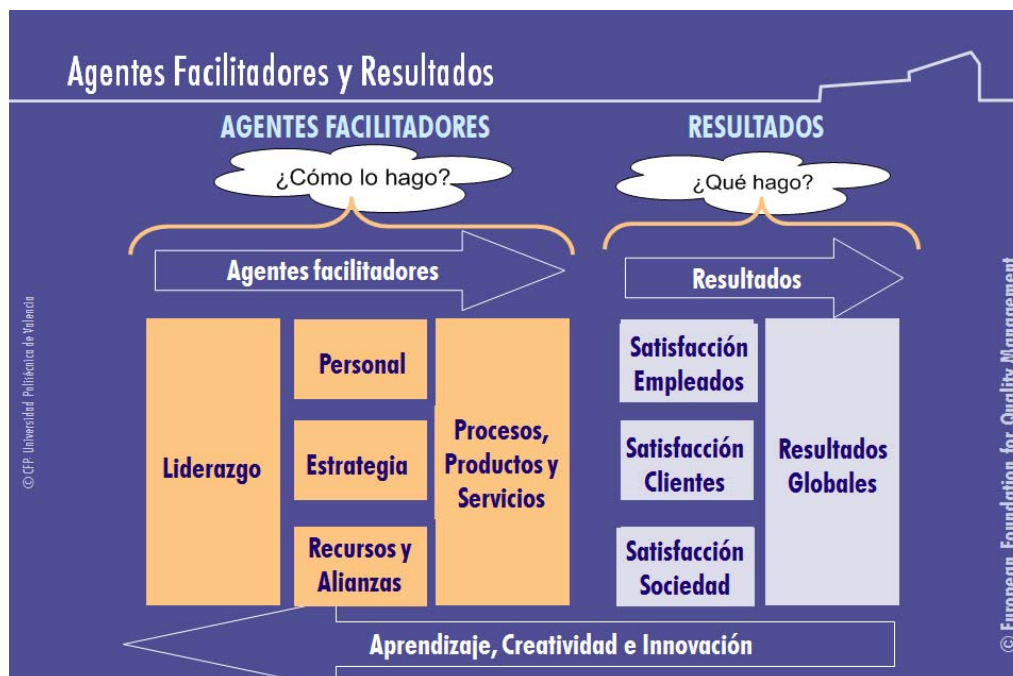 Agentes Facilitadores y Resultados
AGENTES FACILITADORES
RESULTADOS
¿Cómo lo hago?
¿Qué hago?
Agentes facilitadores
Resultados
Liderazgo
Personal
Estrategia
Recursos y
Alianzas
Procesos,
Productos y
Servicios
Satisfacción
Empleados
Satisfacción
Clientes
Satisfacción
Sociedad
Resultados
Globales
Aprendizaje, Creatividad e Innovación
© CFP. Universidad Politécnica de Valencia
© European Foundation for Quality Management